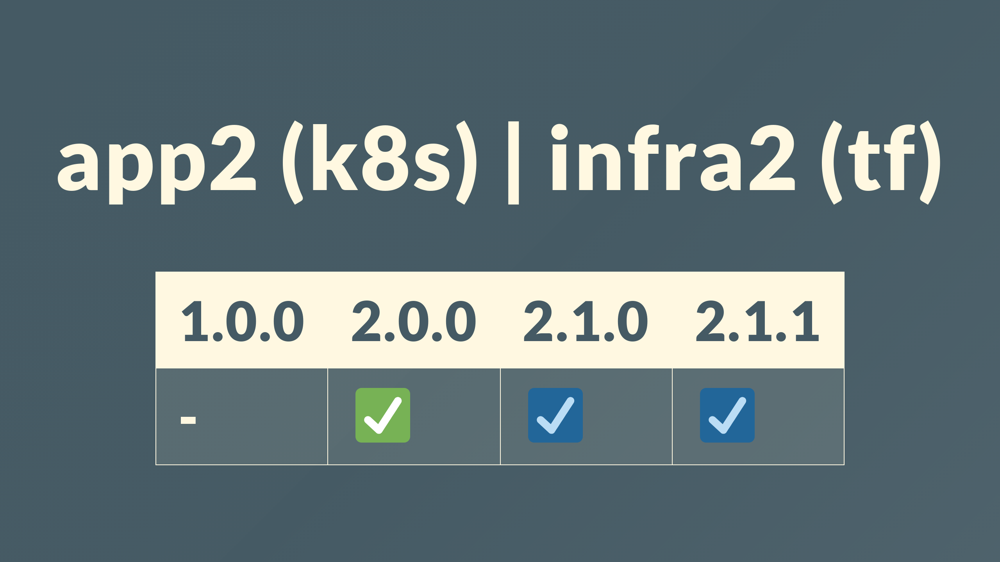 app2 (k8s) | infra2 (tf)
1.0.0 2.0.0 2.1.0 2.1.1
- ✅ ☑️ ☑️